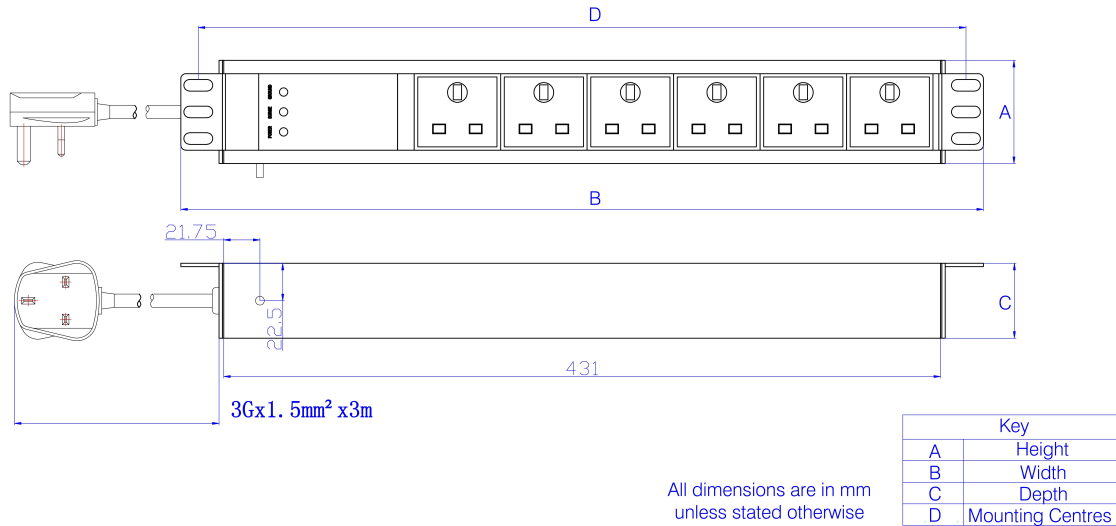 D
A
B
21.75
22.5
C
431
3Gx1.5mm² x3m
Key
A Height
B Width
C Depth
D Mounting Centres
All dimensions are in mm
unless stated otherwise